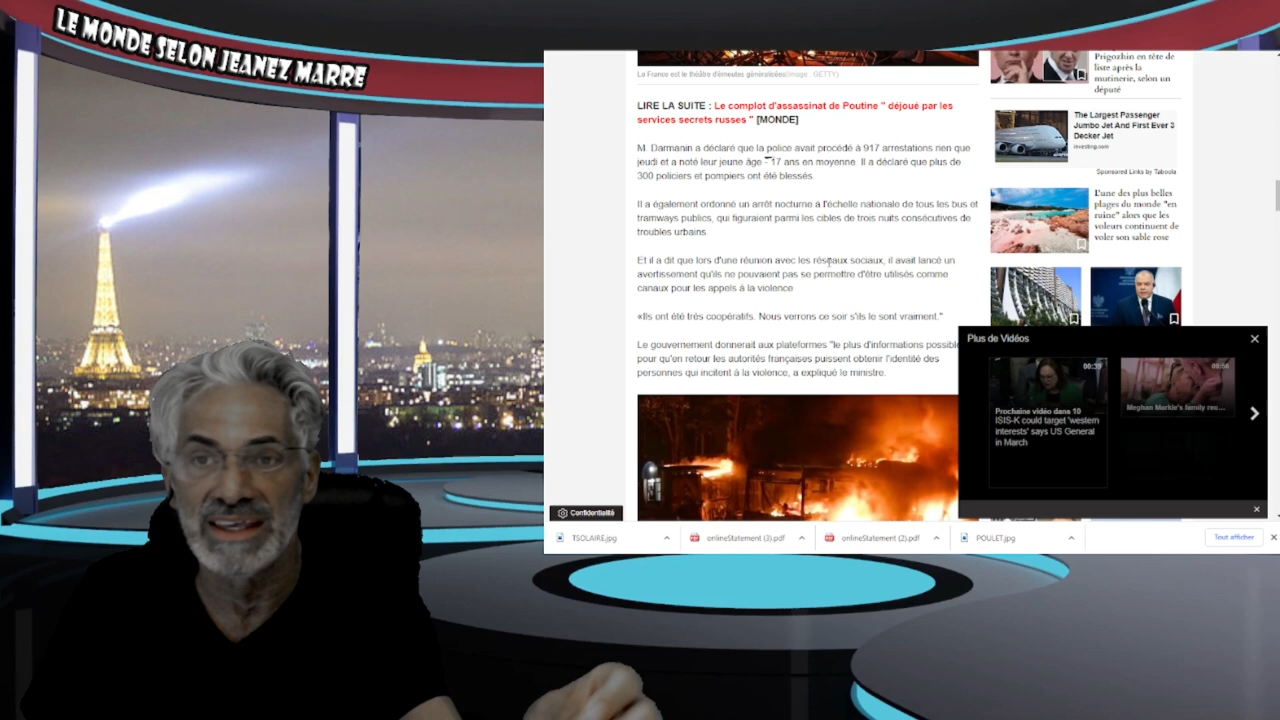 LE MONDE SELON JEANEZ MARRE
La France est le théâtre d'émeutes généralisées(Image : GETTY)
LIRE LA SUITE : Le complot d'assassinat de Poutine " déjoué par les
services secrets russes " [MONDE]
M. Darmanin a déclaré que la police avait procédé à 917 arrestations rien que
jeudi et a noté leur jeune âge - 17 ans en moyenne. Il a déclaré que plus de
300 policiers et pompiers ont été blessés.
Il a également ordonné un arrêt nocturne à l'échelle nationale de tous les bus et
tramways publics, qui figuraient parmi les cibles de trois nuits consécutives de
troubles urbains.
Et il a dit que lors d'une réunion avec les réseaux sociaux, il avait lancé un
avertissement qu'ils ne pouvaient pas se permettre d'être utilisés comme
canaux pour les appels à la violence
«Ils ont été très coopératifs. Nous verrons ce soir s'ils le sont vraiment."
Le gouvernement donnerait aux plateformes "le plus d'informations possible
pour qu'en retour les autorités françaises puissent obtenir l'identité des
personnes qui incitent à la violence, a expliqué le ministre.
Prigozhin en tête de
liste après la
mutinerie, selon un
député
The Largest Passenger
Jumbo Jet And First Ever 3
Decker Jet
investing.com
Sponsored Links by Taboola
L'une des plus belles
plages du monde "en
ruine" alors que les
voleurs continuent de
voler son sable rose
Plus de Vidéos
00:39
Prochaine vidéo dans 10
ISIS-K could target 'western
interests' says US General
in March
Meghan Markle's family res...
Confidentialité
TSOLAIRE.jpg
onlineStatement (3).pdf
onlineStatement (2).pdf
POULET.jpg
Tout afficher